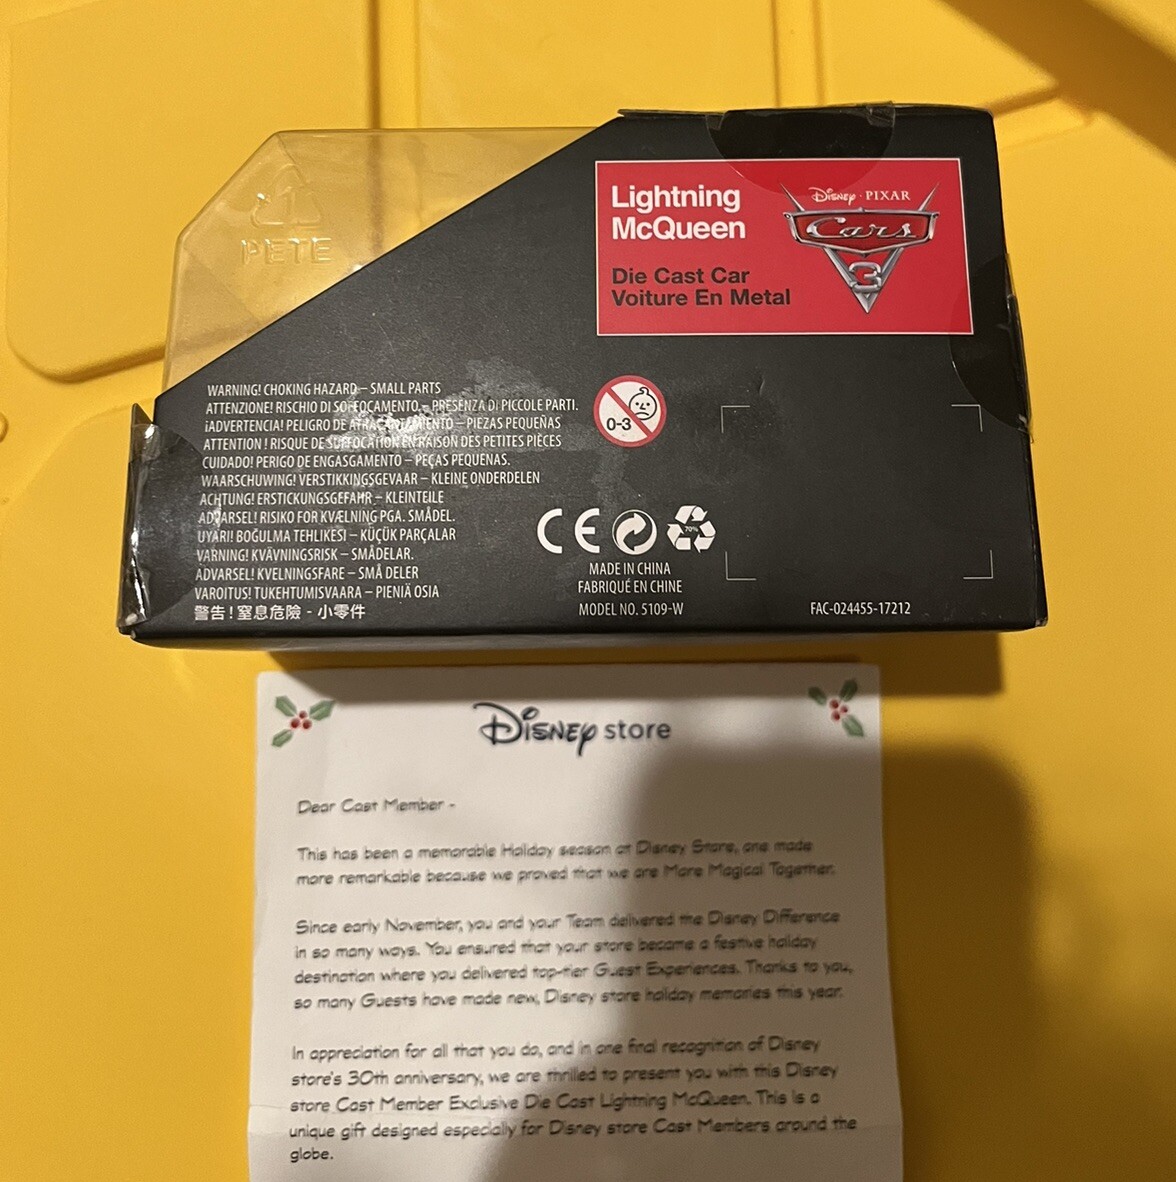 PETE
1
Lightning
McQueen
Die Cast Car
Voiture En Metal
Disney · PIXAR
Cars
3
WARNING! CHOKING HAZARD – SMALL PARTS
ATTENZIONE! RISCHIO DI SOFFOCAMENTO – PRESENZA DI PICCOLE PARTI.
¡ADVERTENCIA! PELIGRO DE ATRAGANTAMIENTO – PIEZAS PEQUEÑAS
ATTENTION ! RISQUE DE SUFFOCATION EN RAISON DES PETITES PIÈCES
CUIDADO! PERIGO DE ENGASGAMENTO – PEÇAS PEQUENAS.
WAARSCHUWING! VERSTIKKINGSGEVAAR – KLEINE ONDERDELEN
ACHTUNG! ERSTICKUNGSGEFAHR – KLEINTEILE
ADVARSEL! RISIKO FOR KVÆLNING PGA. SMÅDEL.
UYARI! BOĞULMA TEHLIKESI – KÜÇÜK PARÇALAR
VARNING! KVÄVNINGSRISK – SMÅDELAR.
ADVARSEL! KVELNINGSFARE – SMÅ DELER
VAROITUS! TUKEHTUMISVAARA – PIENIÄ OSIA
警告!窒息危險 - 小零件
0-3
CE
70%
MADE IN CHINA
FABRIQUÉ EN CHINE
MODEL NO. 5109-W
FAC-024455-17212
Disney store
Dear Cast Member -
This has been a memorable Holiday season at Disney Store, one made
more remarkable because we proved that we are More Magical Together.
Since early November, you and your Team delivered the Disney Difference
in so many ways. You ensured that your store became a festive holiday
destination where you delivered top-tier Guest Experiences. Thanks to you,
so many Guests have made new, Disney store holiday memories this year.
In appreciation for all that you do, and in one final recognition of Disney
store's 30th anniversary, we are thrilled to present you with this Disney
store Cast Member Exclusive Die Cast Lightning McQueen. This is a
unique gift designed especially for Disney store Cast Members around the
globe.